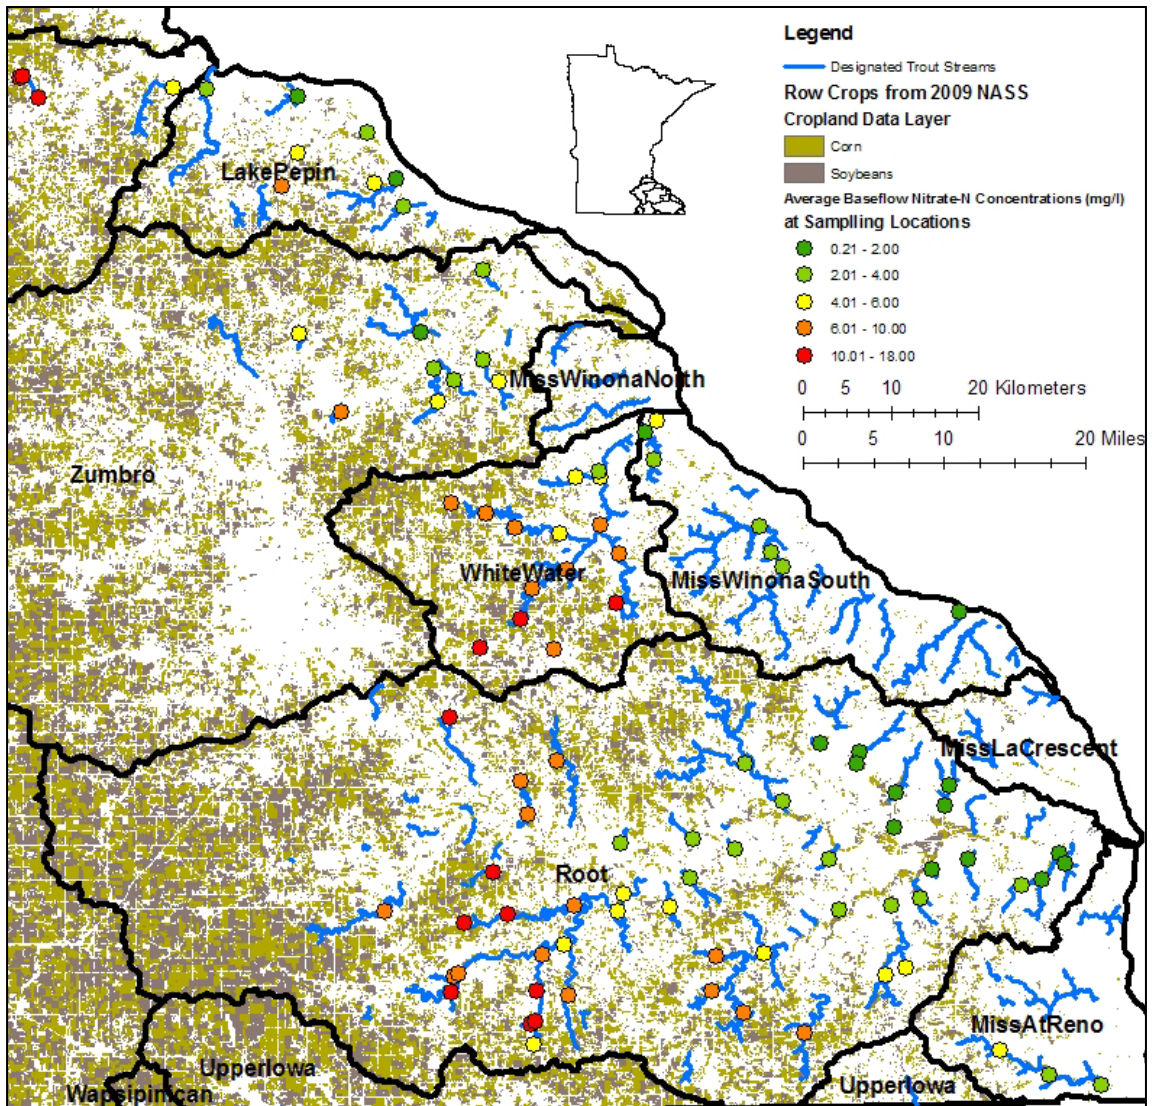 Legend
Designated Trout Streams
Row Crops from 2009 NASS
Cropland Data Layer
Corn
Soybeans
Average Baseflow Nitrate-N Concentrations (mg/l)
at Samplling Locations
0.21 - 2.00
2.01 - 4.00
4.01 - 6.00
6.01 - 10.00
10.01 - 18.00
0 5 10 20 Kilometers
0 5 10 20 Miles
LakePepin
MissWinonaNorth
Zumbro
WhiteWater
MissWinonaSouth
MissLaCrescent
Root
MissAtReno
UpperIowa
UpperIowa
Wapsipinican